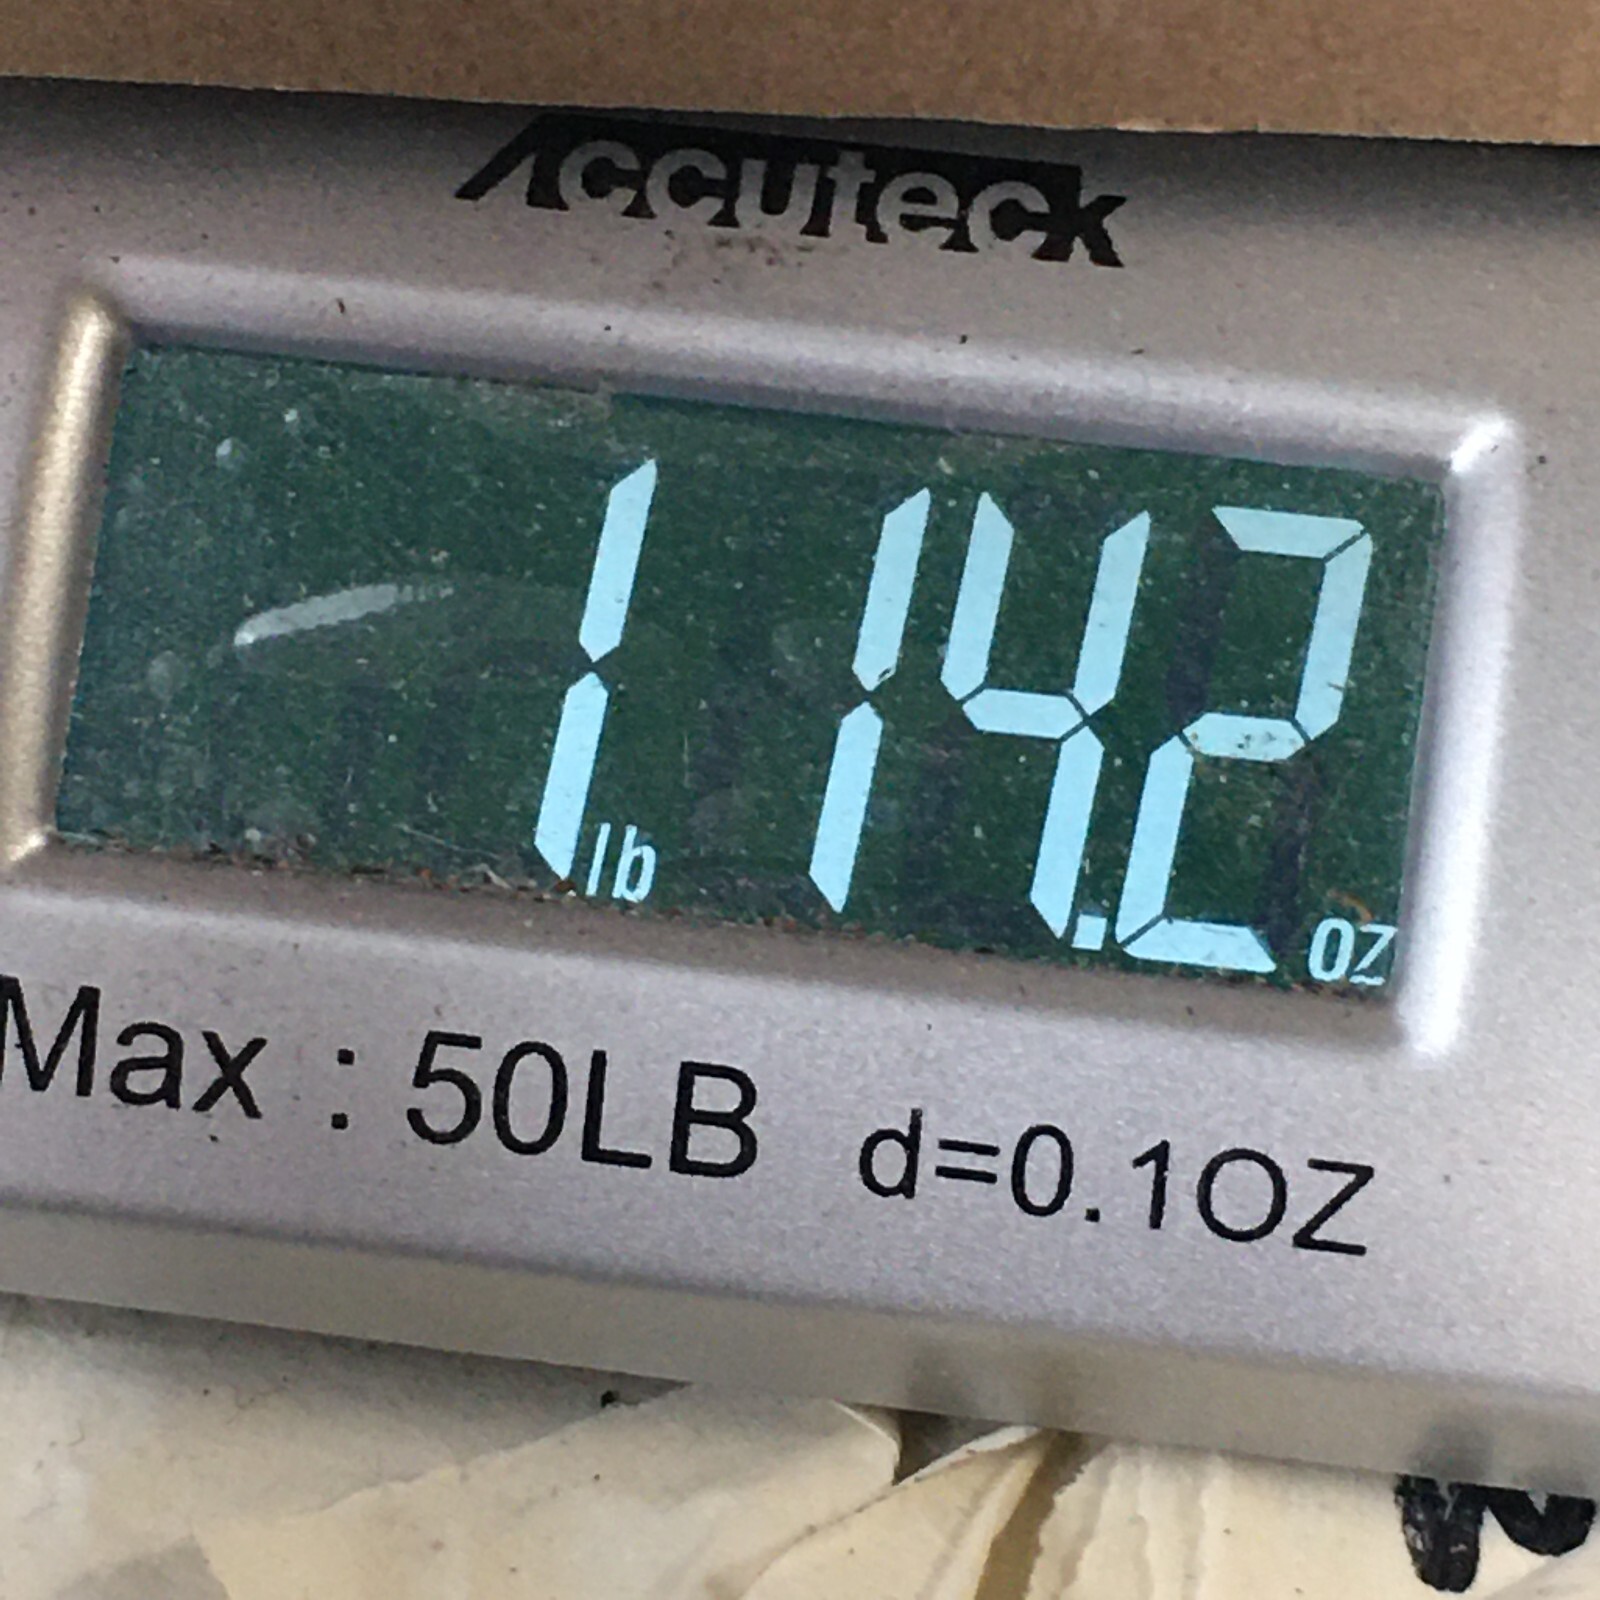 Accuteck
1 lb 14.2 oz
Max : 50LB d=0.1OZ